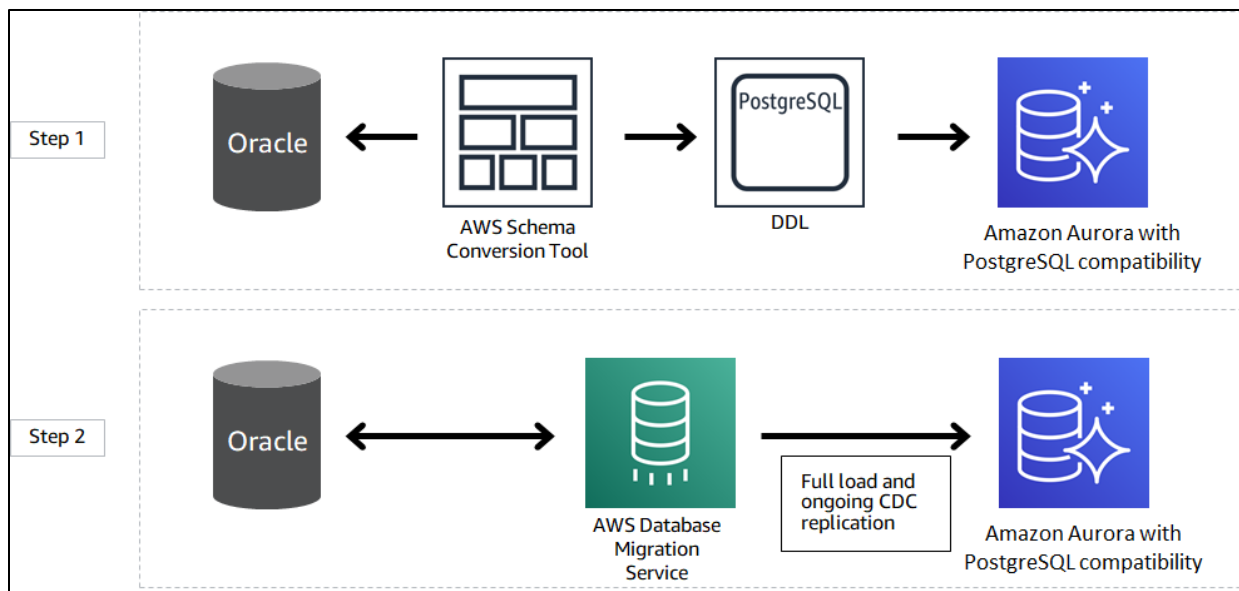 Step 1
Oracle
AWS Schema
Conversion Tool
PostgreSQL
DDL
Amazon Aurora with
PostgreSQL compatibility
Step 2
Oracle
AWS Database
Migration
Service
Full load and
ongoing CDC
replication
Amazon Aurora with
PostgreSQL compatibility